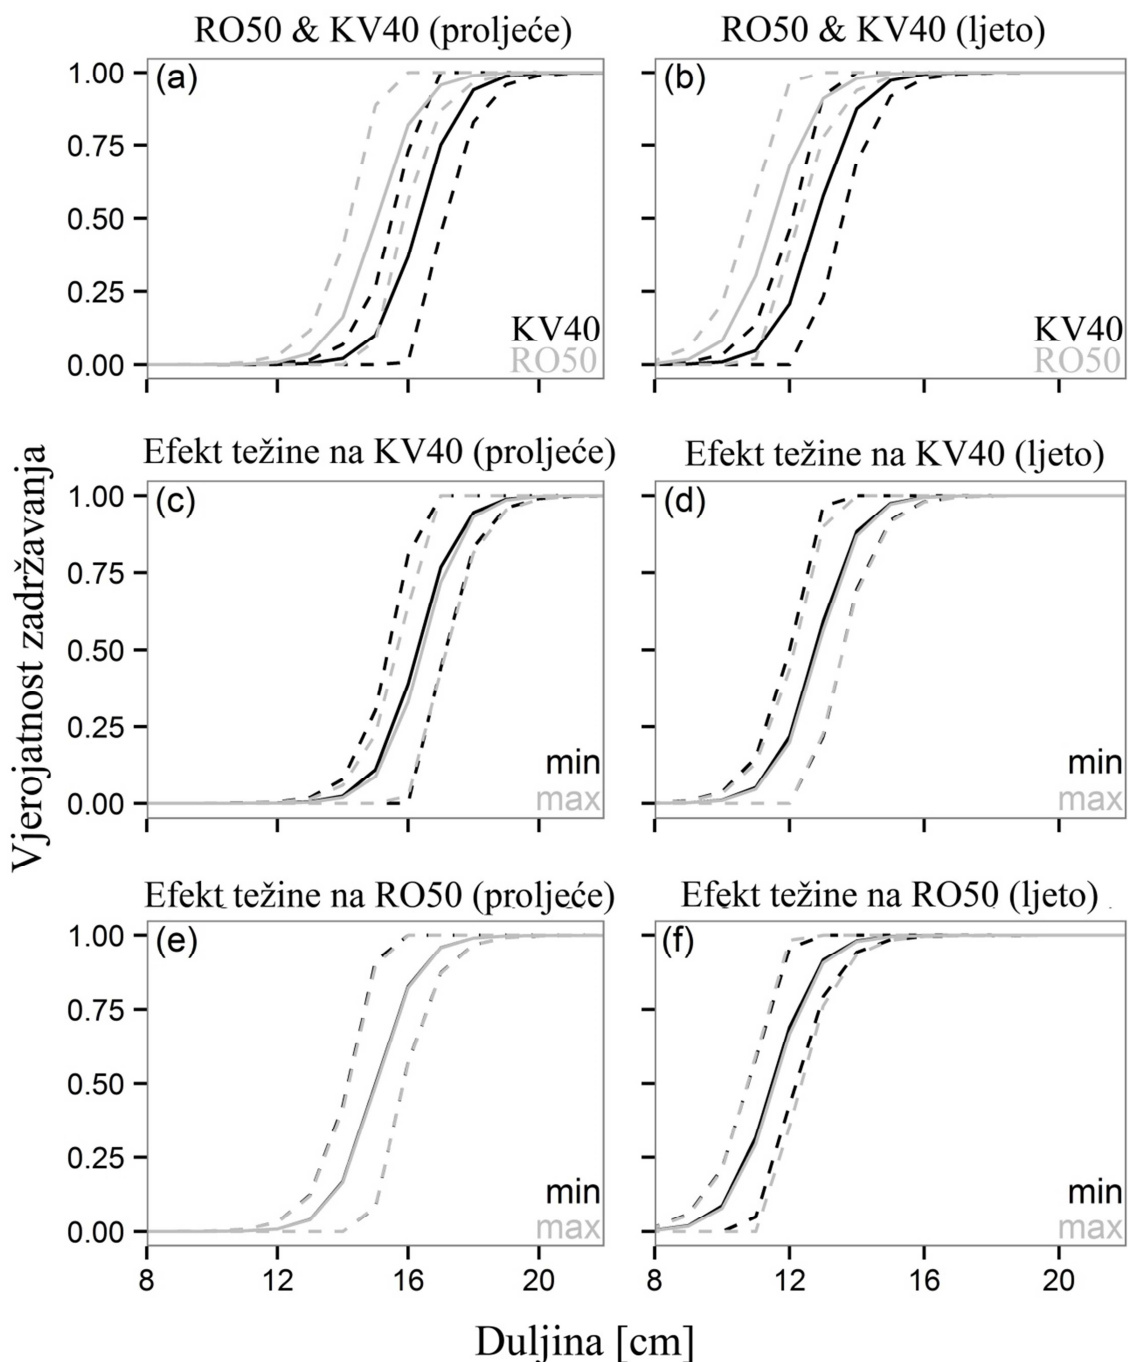 RO50 & KV40 (proljeće)
RO50 & KV40 (ljeto)
(a)
1.00
0.75
0.50
0.25
0.00
KV40
RO50
(b)
KV40
RO50
Efekt težine na KV40 (proljeće)
Efekt težine na KV40 (ljeto)
(c)
1.00
0.75
0.50
0.25
0.00
min
max
(d)
min
max
Vjerojatnost zadržavanja
Efekt težine na RO50 (proljeće)
Efekt težine na RO50 (ljeto)
(e)
1.00
0.75
0.50
0.25
0.00
min
max
(f)
min
max
8 12 16 20
8 12 16 20
Duljina [cm]